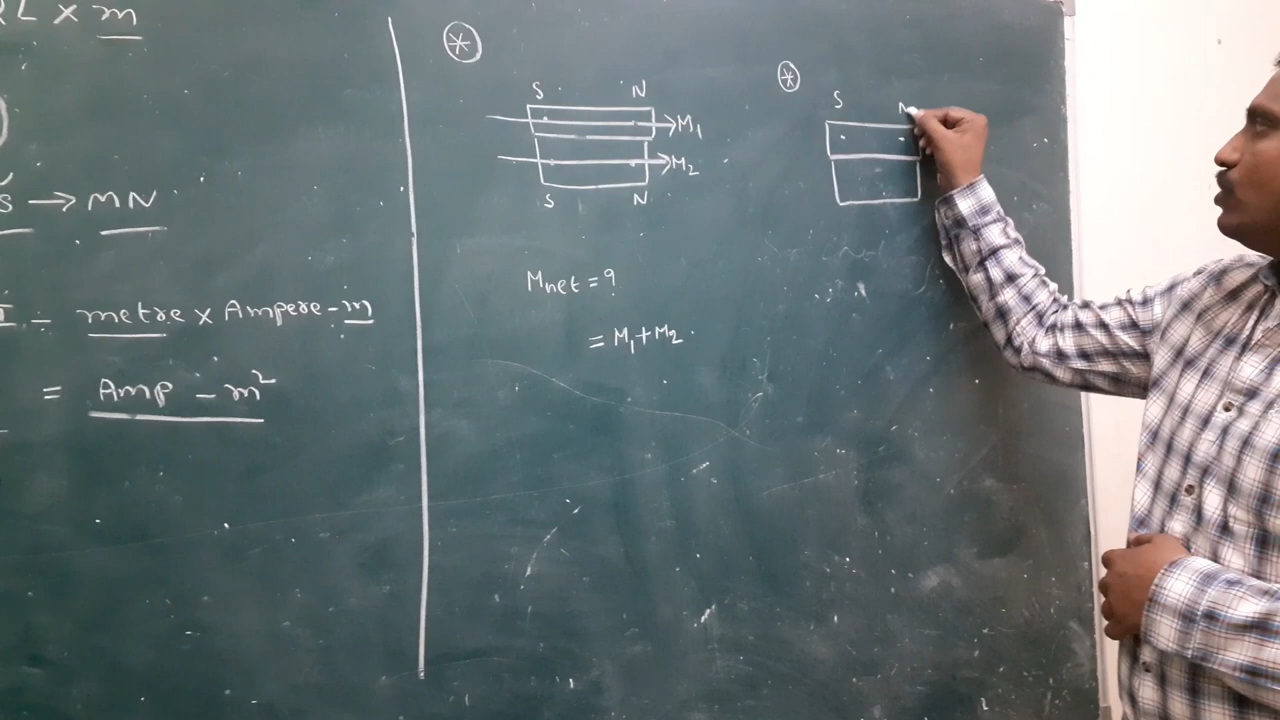 L × m
S → MN
= metre × Ampere-m
= Amp - m²
*
S N
M₁
M₂
S N
Mnet = ?
= M₁ + M₂.
*
S N